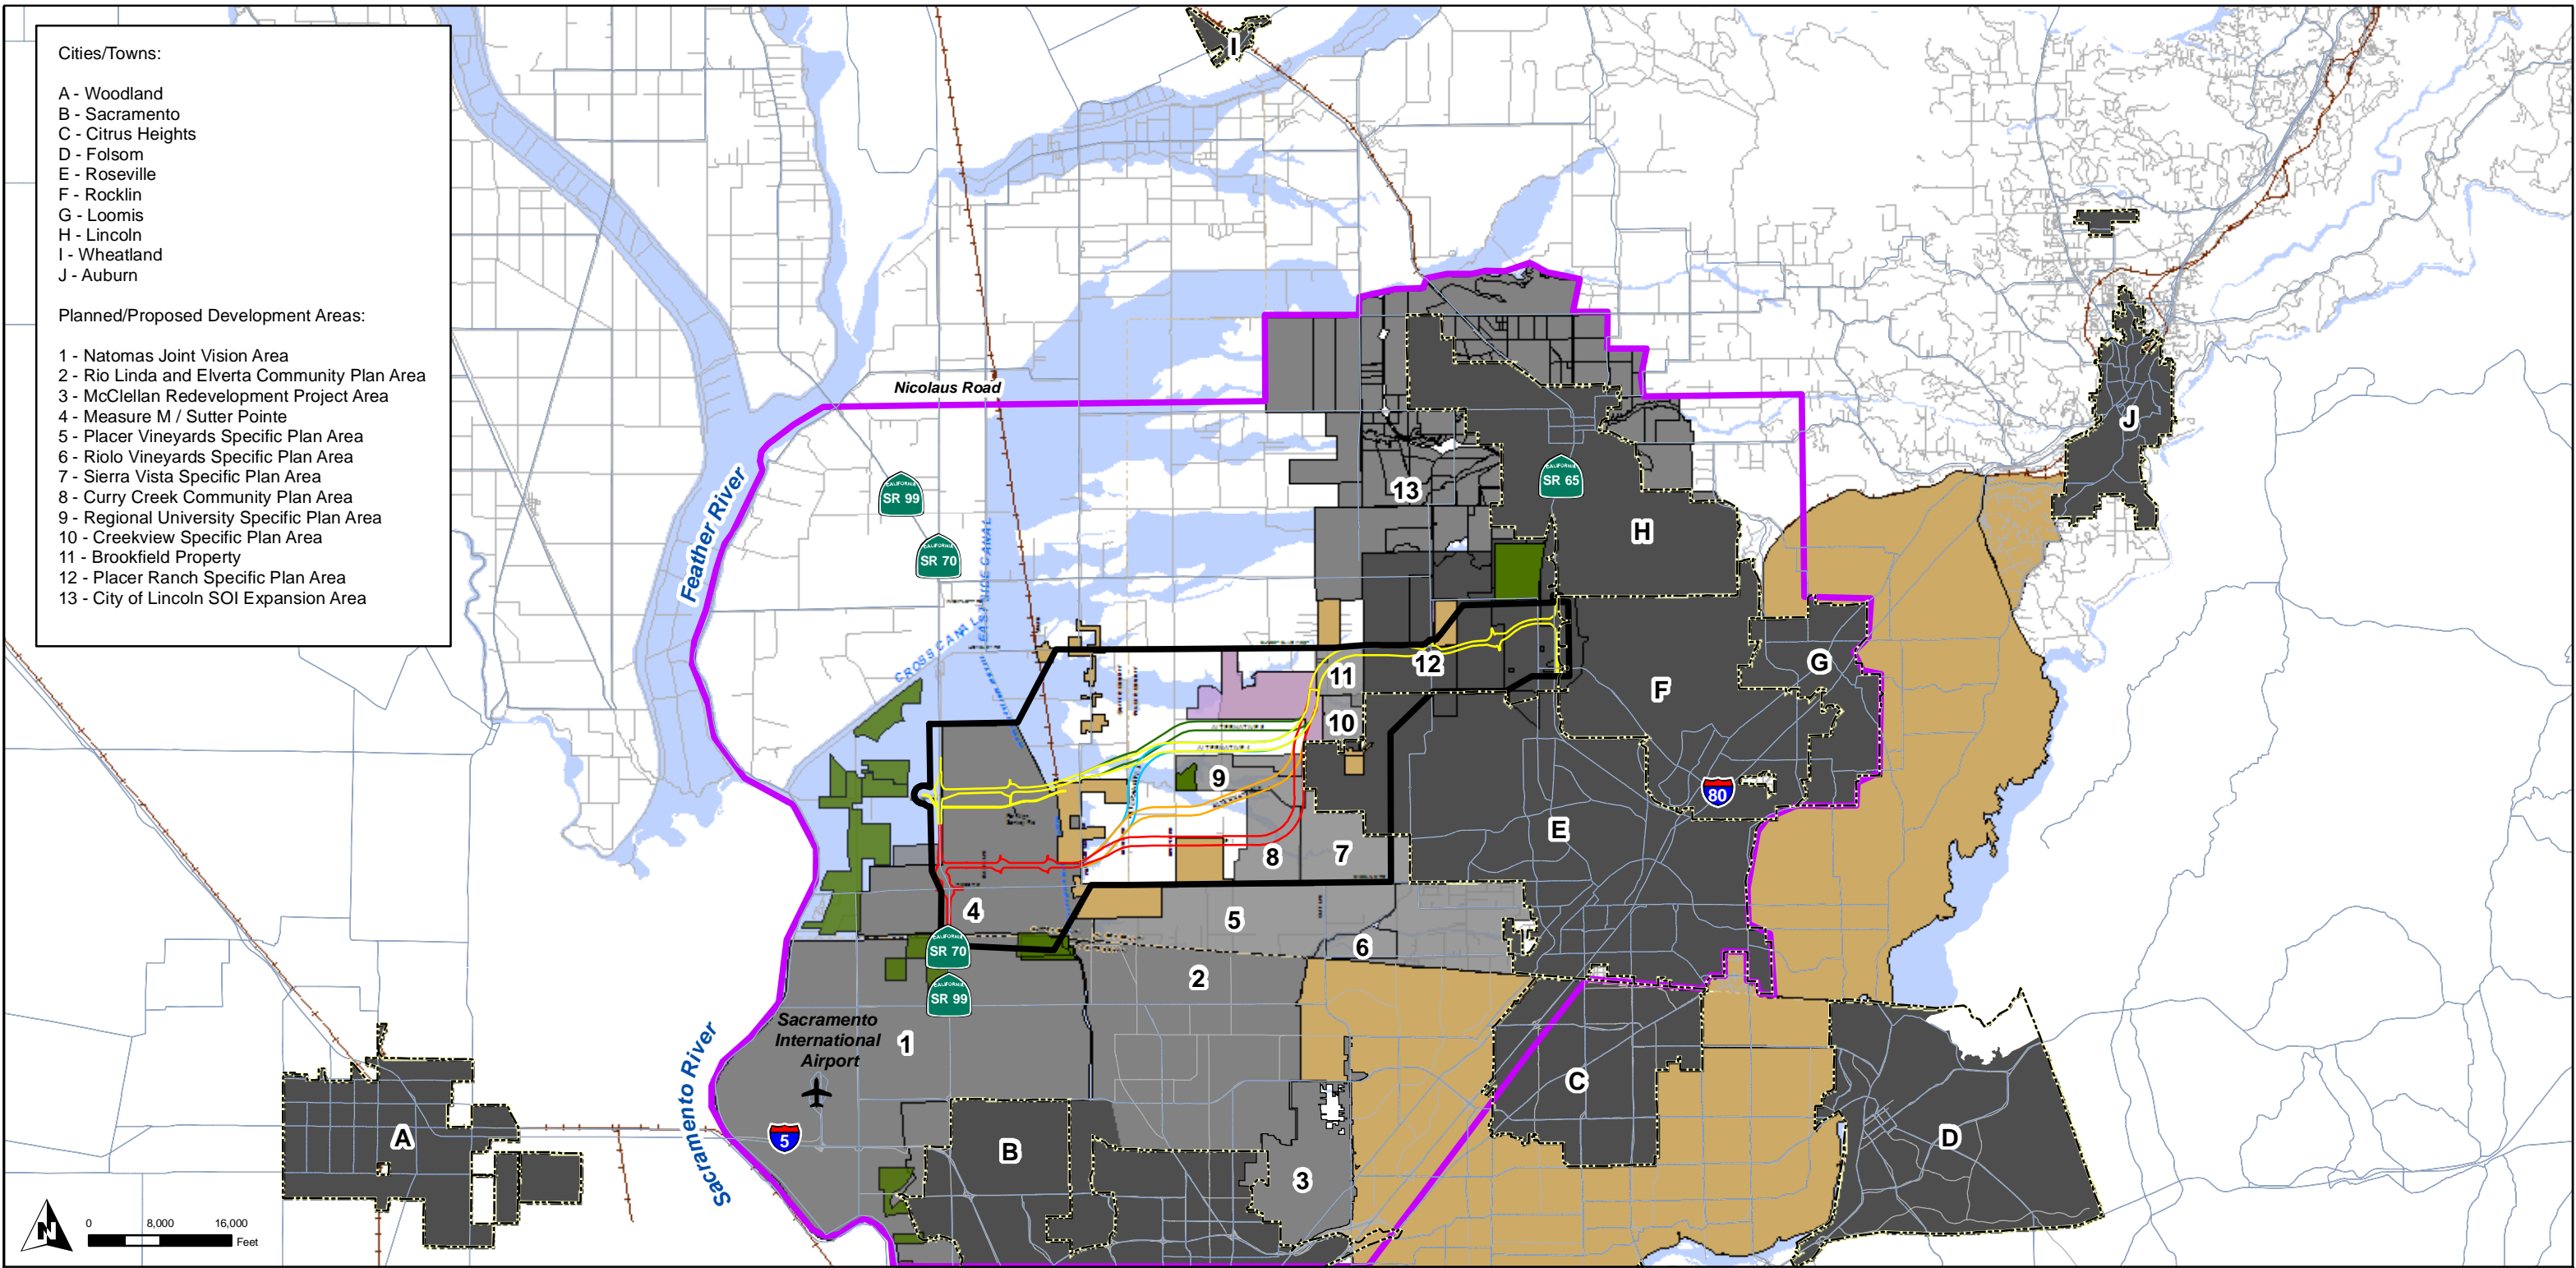 Cities/Towns:
A - Woodland
B - Sacramento
C - Citrus Heights
D - Folsom
E - Roseville
F - Rocklin
G - Loomis
H - Lincoln
I - Wheatland
J - Auburn
Planned/Proposed Development Areas:
1 - Natomas Joint Vision Area
2 - Rio Linda and Elverta Community Plan Area
3 - McClellan Redevelopment Project Area
4 - Measure M / Sutter Pointe
5 - Placer Vineyards Specific Plan Area
6 - Riolo Vineyards Specific Plan Area
7 - Sierra Vista Specific Plan Area
8 - Curry Creek Community Plan Area
9 - Regional University Specific Plan Area
10 - Creekview Specific Plan Area
11 - Brookfield Property
12 - Placer Ranch Specific Plan Area
13 - City of Lincoln SOI Expansion Area
I
Nicolaus Road
J
CALIFORNIA
SR 99
CALIFORNIA
SR 65
13
Feather River
H
CALIFORNIA
SR 70
EAST SIDE CANAL
CROSS CANAL
11
12
G
F
10
9
80
E
8
7
4
5
6
CALIFORNIA
SR 70
2
CALIFORNIA
SR 99
Sacramento
International
Airport
1
Sacramento River
C
5
A
B
D
3
N
0
8,000
16,000
Feet